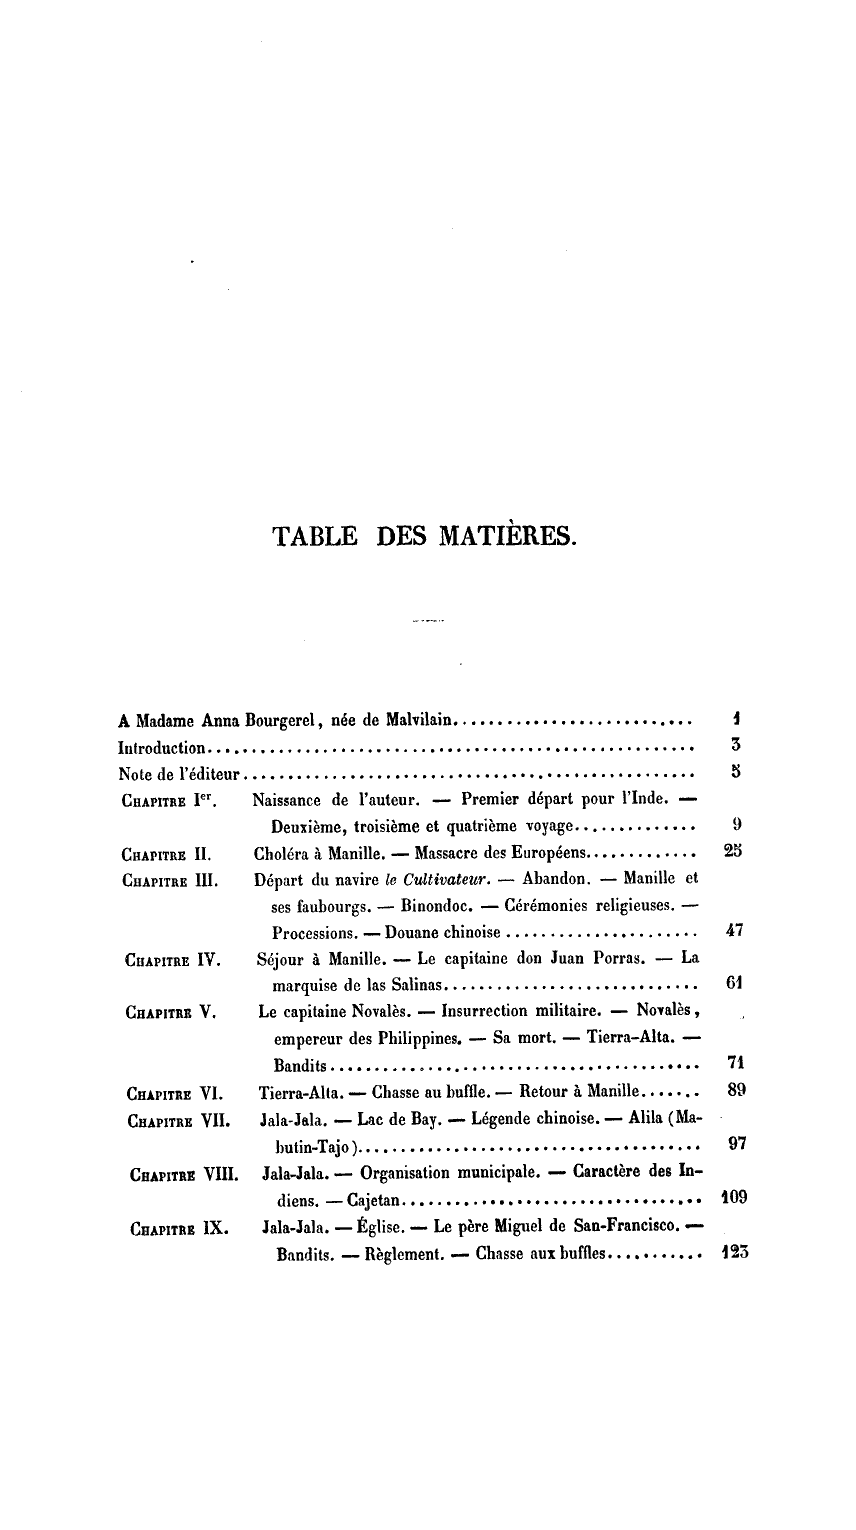 TABLE DES MATIÈRES.
A Madame Anna Bourgerel, née de Malvilain........................... 1
Introduction....................................................... 3
Note de l'éditeur................................................... 5
CHAPITRE Ier. Naissance de l'auteur. — Premier départ pour l'Inde. —
Deuxième, troisième et quatrième voyage.............. 9
CHAPITRE II. Choléra à Manille. — Massacre des Européens............. 25
CHAPITRE III. Départ du navire le Cultivateur. — Abandon. — Manille et
ses faubourgs. — Binondoc. — Cérémonies religieuses. —
Processions. — Douane chinoise ...................... 47
CHAPITRE IV. Séjour à Manille. — Le capitaine don Juan Porras. — La
marquise de las Salinas............................. 61
CHAPITRE V. Le capitaine Novalès. — Insurrection militaire. — Novalès,
empereur des Philippines. — Sa mort. — Tierra-Alta. —
Bandits.......................................... 71
CHAPITRE VI. Tierra-Alta. — Chasse au buffle. — Retour à Manille....... 89
CHAPITRE VII. Jala-Jala. — Lac de Bay. — Légende chinoise. — Alila (Ma-
butin-Tajo)....................................... 97
CHAPITRE VIII. Jala-Jala. — Organisation municipale. — Caractère des In-
diens. — Cajetan.................................. 109
CHAPITRE IX. Jala-Jala. — Église. — Le père Miguel de San-Francisco. —
Bandits. — Règlement. — Chasse aux buffles........... 123